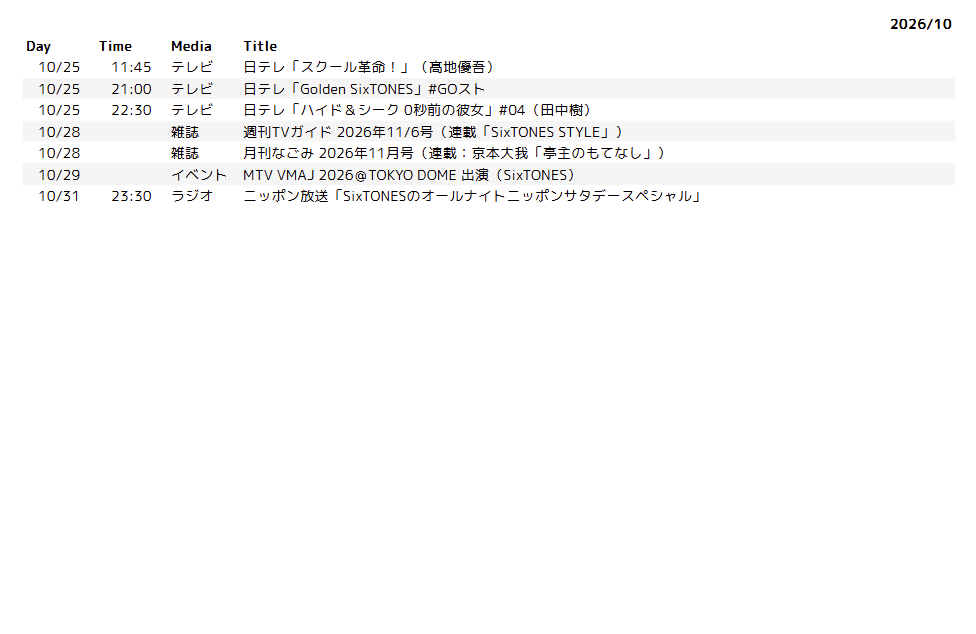 2026/10
Day Time Media Title
10/25 11:45 テレビ 日テレ「スクール革命！」（髙地優吾）
10/25 21:00 テレビ 日テレ「Golden SixTONES」#GOスト
10/25 22:30 テレビ 日テレ「ハイド＆シーク 0秒前の彼女」#04（田中樹）
10/28 雑誌 週刊TVガイド 2026年11/6号（連載「SixTONES STYLE」）
10/28 雑誌 月刊なごみ 2026年11月号（連載：京本大我「亭主のもてなし」）
10/29 イベント MTV VMAJ 2026＠TOKYO DOME 出演（SixTONES）
10/31 23:30 ラジオ ニッポン放送「SixTONESのオールナイトニッポンサタデースペシャル」